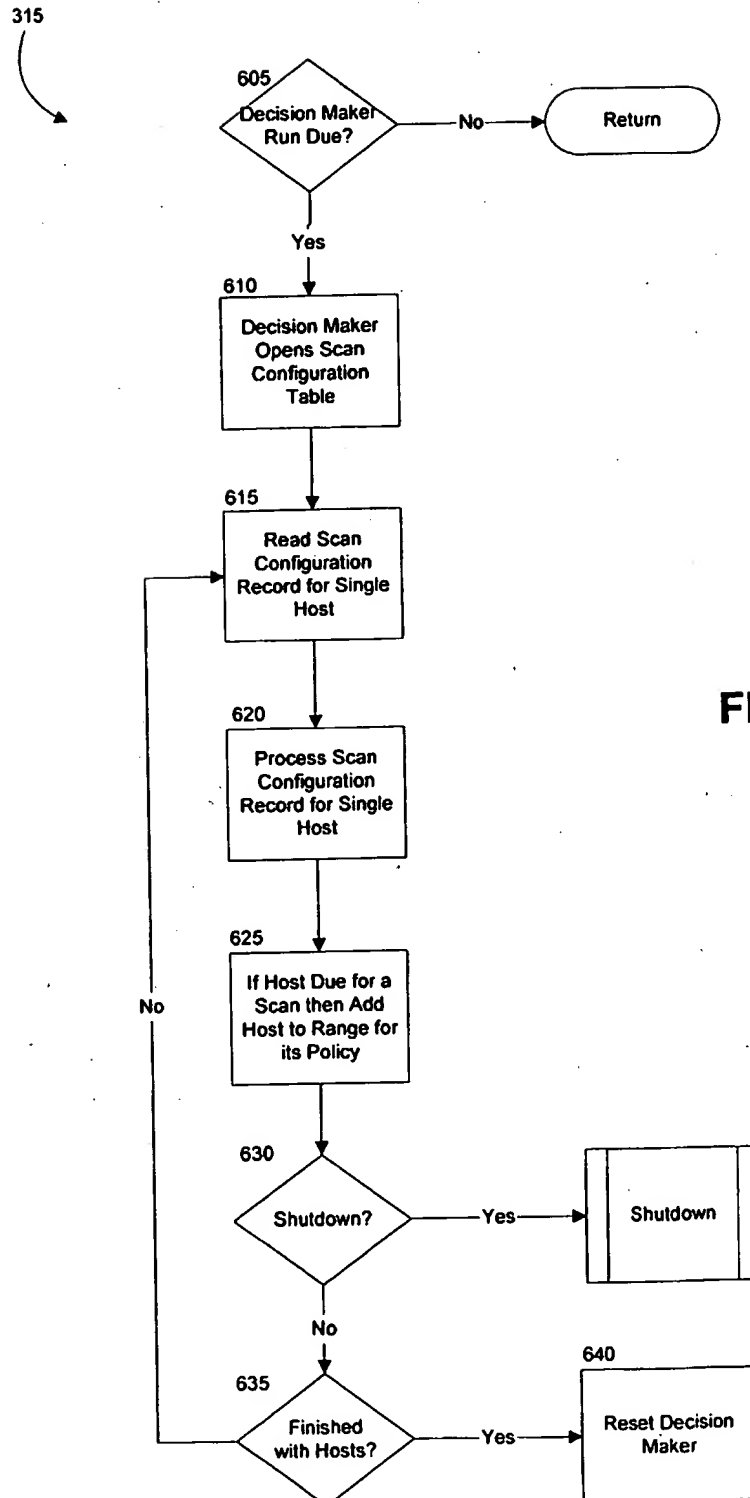 315
605
Decision Maker
Run Due?
No
Return
Yes
610
Decision Maker
Opens Scan
Configuration
Table
615
Read Scan
Configuration
Record for Single
Host
620
Process Scan
Configuration
Record for Single
Host
625
If Host Due for a
Scan then Add
Host to Range for
its Policy
No
630
Shutdown?
Yes
Shutdown
No
635
Finished
with Hosts?
Yes
640
Reset Decision
Maker